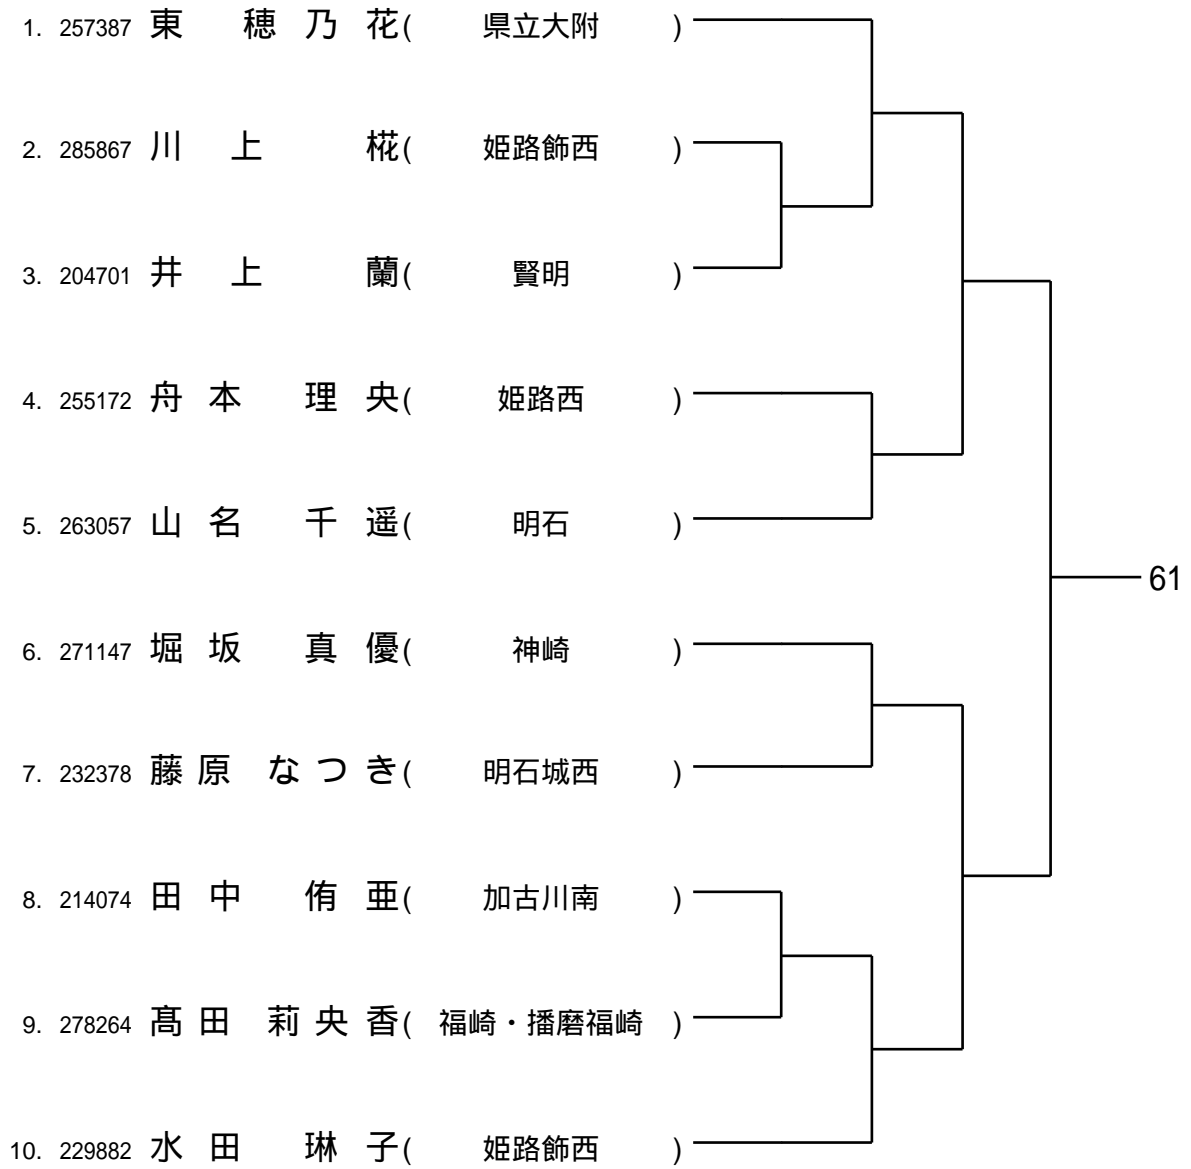 1. 257387 東 穂乃花( 県立大附 )
2. 285867 川上 椛( 姫路飾西 )
3. 204701 井上 蘭( 賢明 )
4. 255172 舟本 理央( 姫路西 )
5. 263057 山名 千遥( 明石 )
61
6. 271147 堀坂 真優( 神崎 )
7. 232378 藤原 なつき( 明石城西 )
8. 214074 田中 侑亜( 加古川南 )
9. 278264 髙田 莉央香( 福崎・播磨福崎 )
10. 229882 水田 琳子( 姫路飾西 )